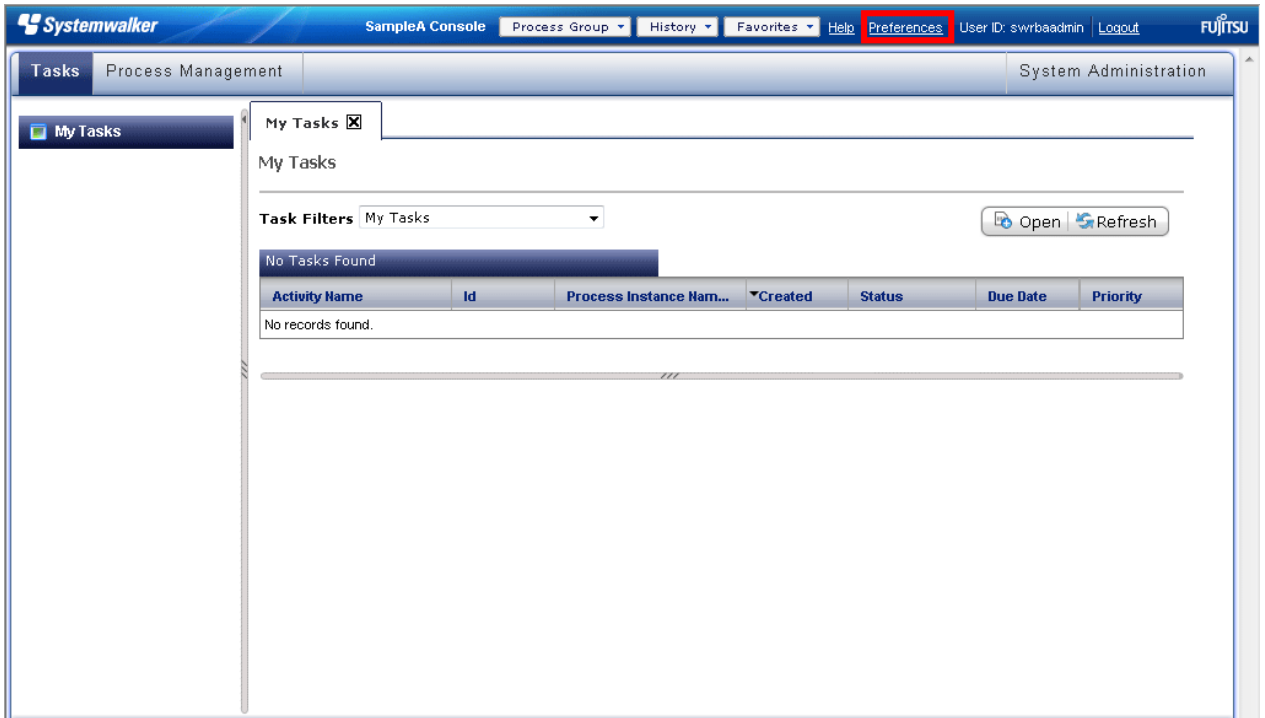 Systemwalker SampleA Console Process Group History Favorites Help Preferences User ID: swrbaadmin Logout FUJITSU
Tasks Process Management System Administration
My Tasks
My Tasks
My Tasks
Task Filters My Tasks Open Refresh
No Tasks Found
Activity Name Id Process Instance Nam... Created Status Due Date Priority
No records found.